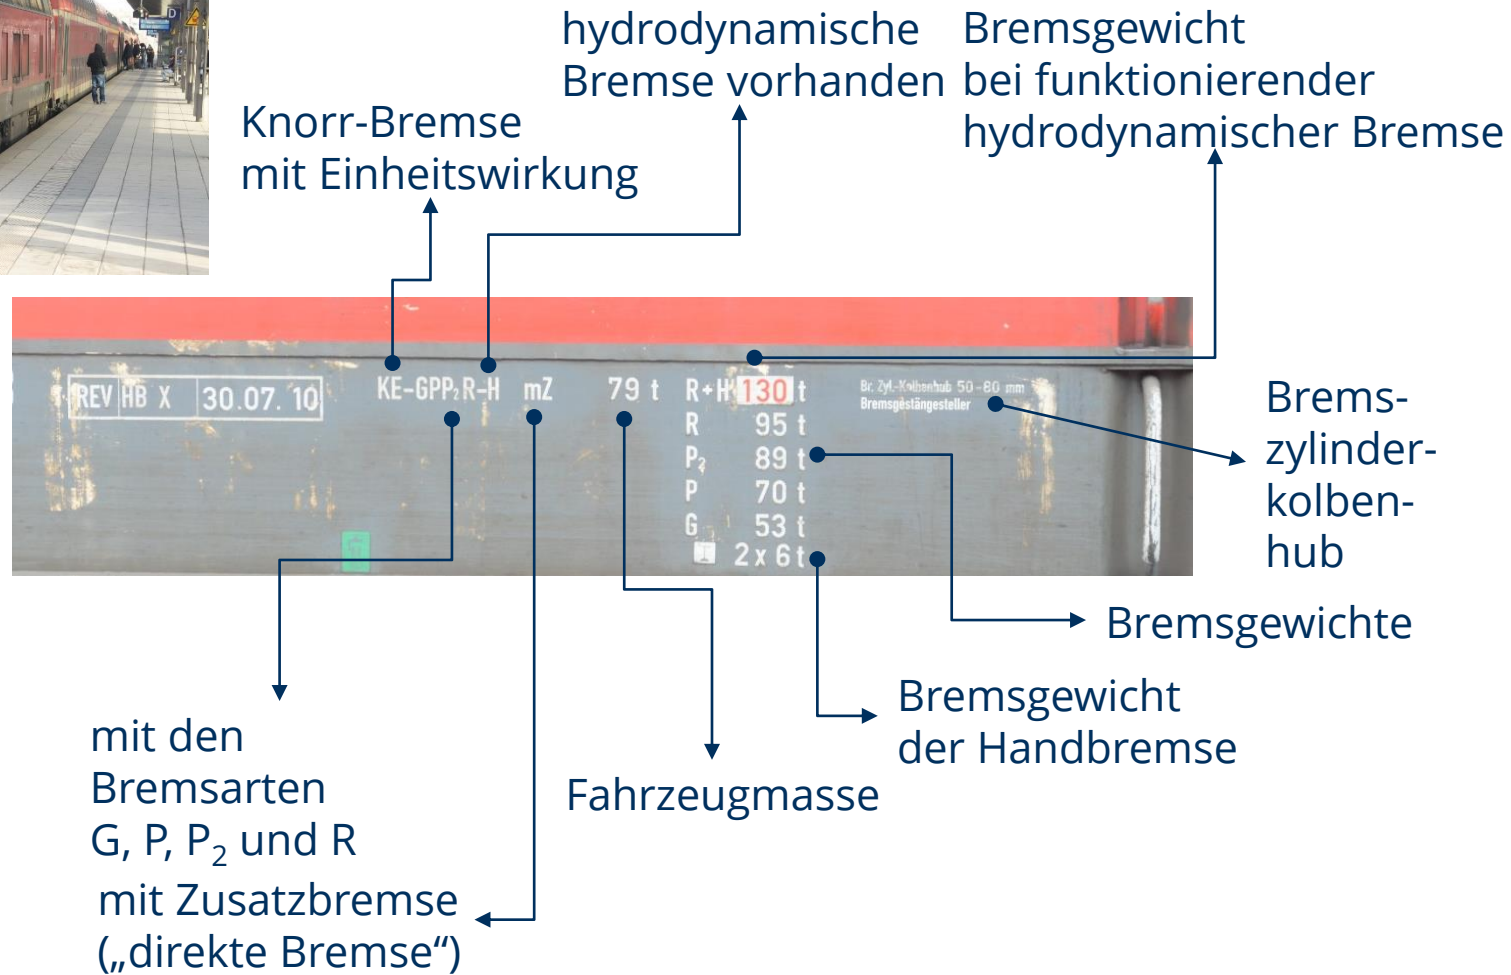 D
hydrodynamische
Bremse vorhanden
Bremsgewicht
bei funktionierender
hydrodynamischer Bremse
Knorr-Bremse
mit Einheitswirkung
REV HB X 30.07.10
KE-GPP₂R-H mZ 79 t
R+H 130 t
R 95 t
P₂ 89 t
P 70 t
G 53 t
2 x 6 t
Br. Zyl.-Kolbenhub 50-80 mm
Bremsgestängesteller
Brems-
zylinder-
kolben-
hub
Bremsgewichte
Bremsgewicht
der Handbremse
Fahrzeugmasse
mit den
Bremsarten
G, P, P₂ und R
mit Zusatzbremse
(„direkte Bremse“)